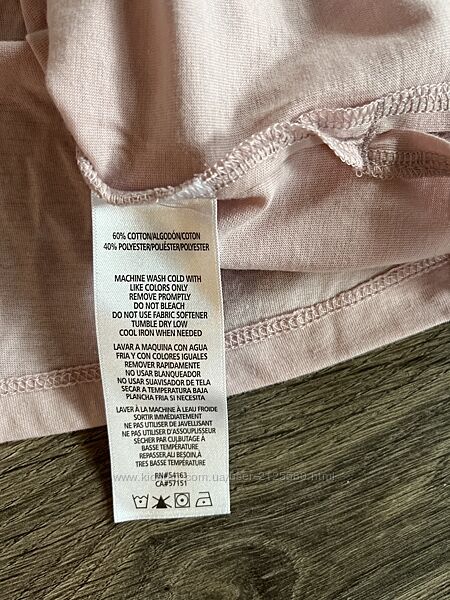 60% COTTON/ALGODÓN/COTON
40% POLYESTER/POLIÉSTER/POLYESTER
MACHINE WASH COLD WITH
LIKE COLORS ONLY
REMOVE PROMPTLY
DO NOT BLEACH
DO NOT USE FABRIC SOFTENER
TUMBLE DRY LOW
COOL IRON WHEN NEEDED
LAVAR A MAQUINA CON AGUA
FRIA Y CON COLORES IGUALES
REMOVER RAPIDAMENTE
NO USAR BLANQUEADOR
NO USAR SUAVISADOR DE TELA
SECAR A TEMPERATURA BAJA
PLANCHA FRIA SI NECESITA
LAVER À LA MACHINE À LEAU FROIDE
SORTIR IMMÉDIATEMENT
NE PAS UTILISER DE JAVELLISANT
NE PAS UTILISER D'ASSOUPLISSEUR
SÉCHER PAR CULBUTAGE À
BASSE TEMPÉRATURE
REPASSER,AU BESOIN,À
TRES BASSE TEMPÉRATURE
RN#54163
CA#57151